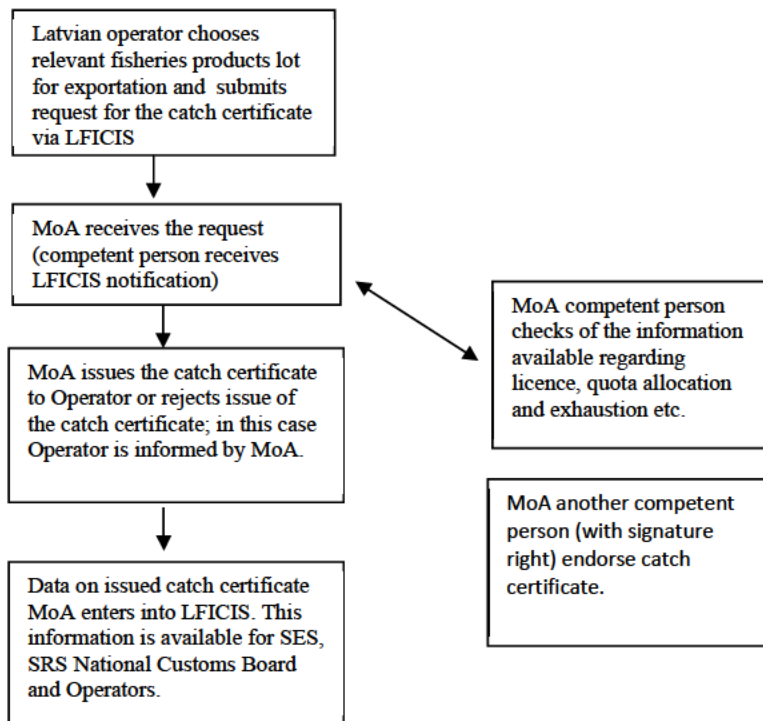 Latvian operator chooses
relevant fisheries products lot
for exportation and submits
request for the catch certificate
via LFICIS
MoA receives the request
(competent person receives
LFICIS notification)
MoA competent person
checks of the information
available regarding
licence, quota allocation
and exhaustion etc.
MoA issues the catch certificate
to Operator or rejects issue of
the catch certificate; in this case
Operator is informed by MoA.
MoA another competent
person (with signature
right) endorse catch
certificate.
Data on issued catch certificate
MoA enters into LFICIS. This
information is available for SES,
SRS National Customs Board
and Operators.